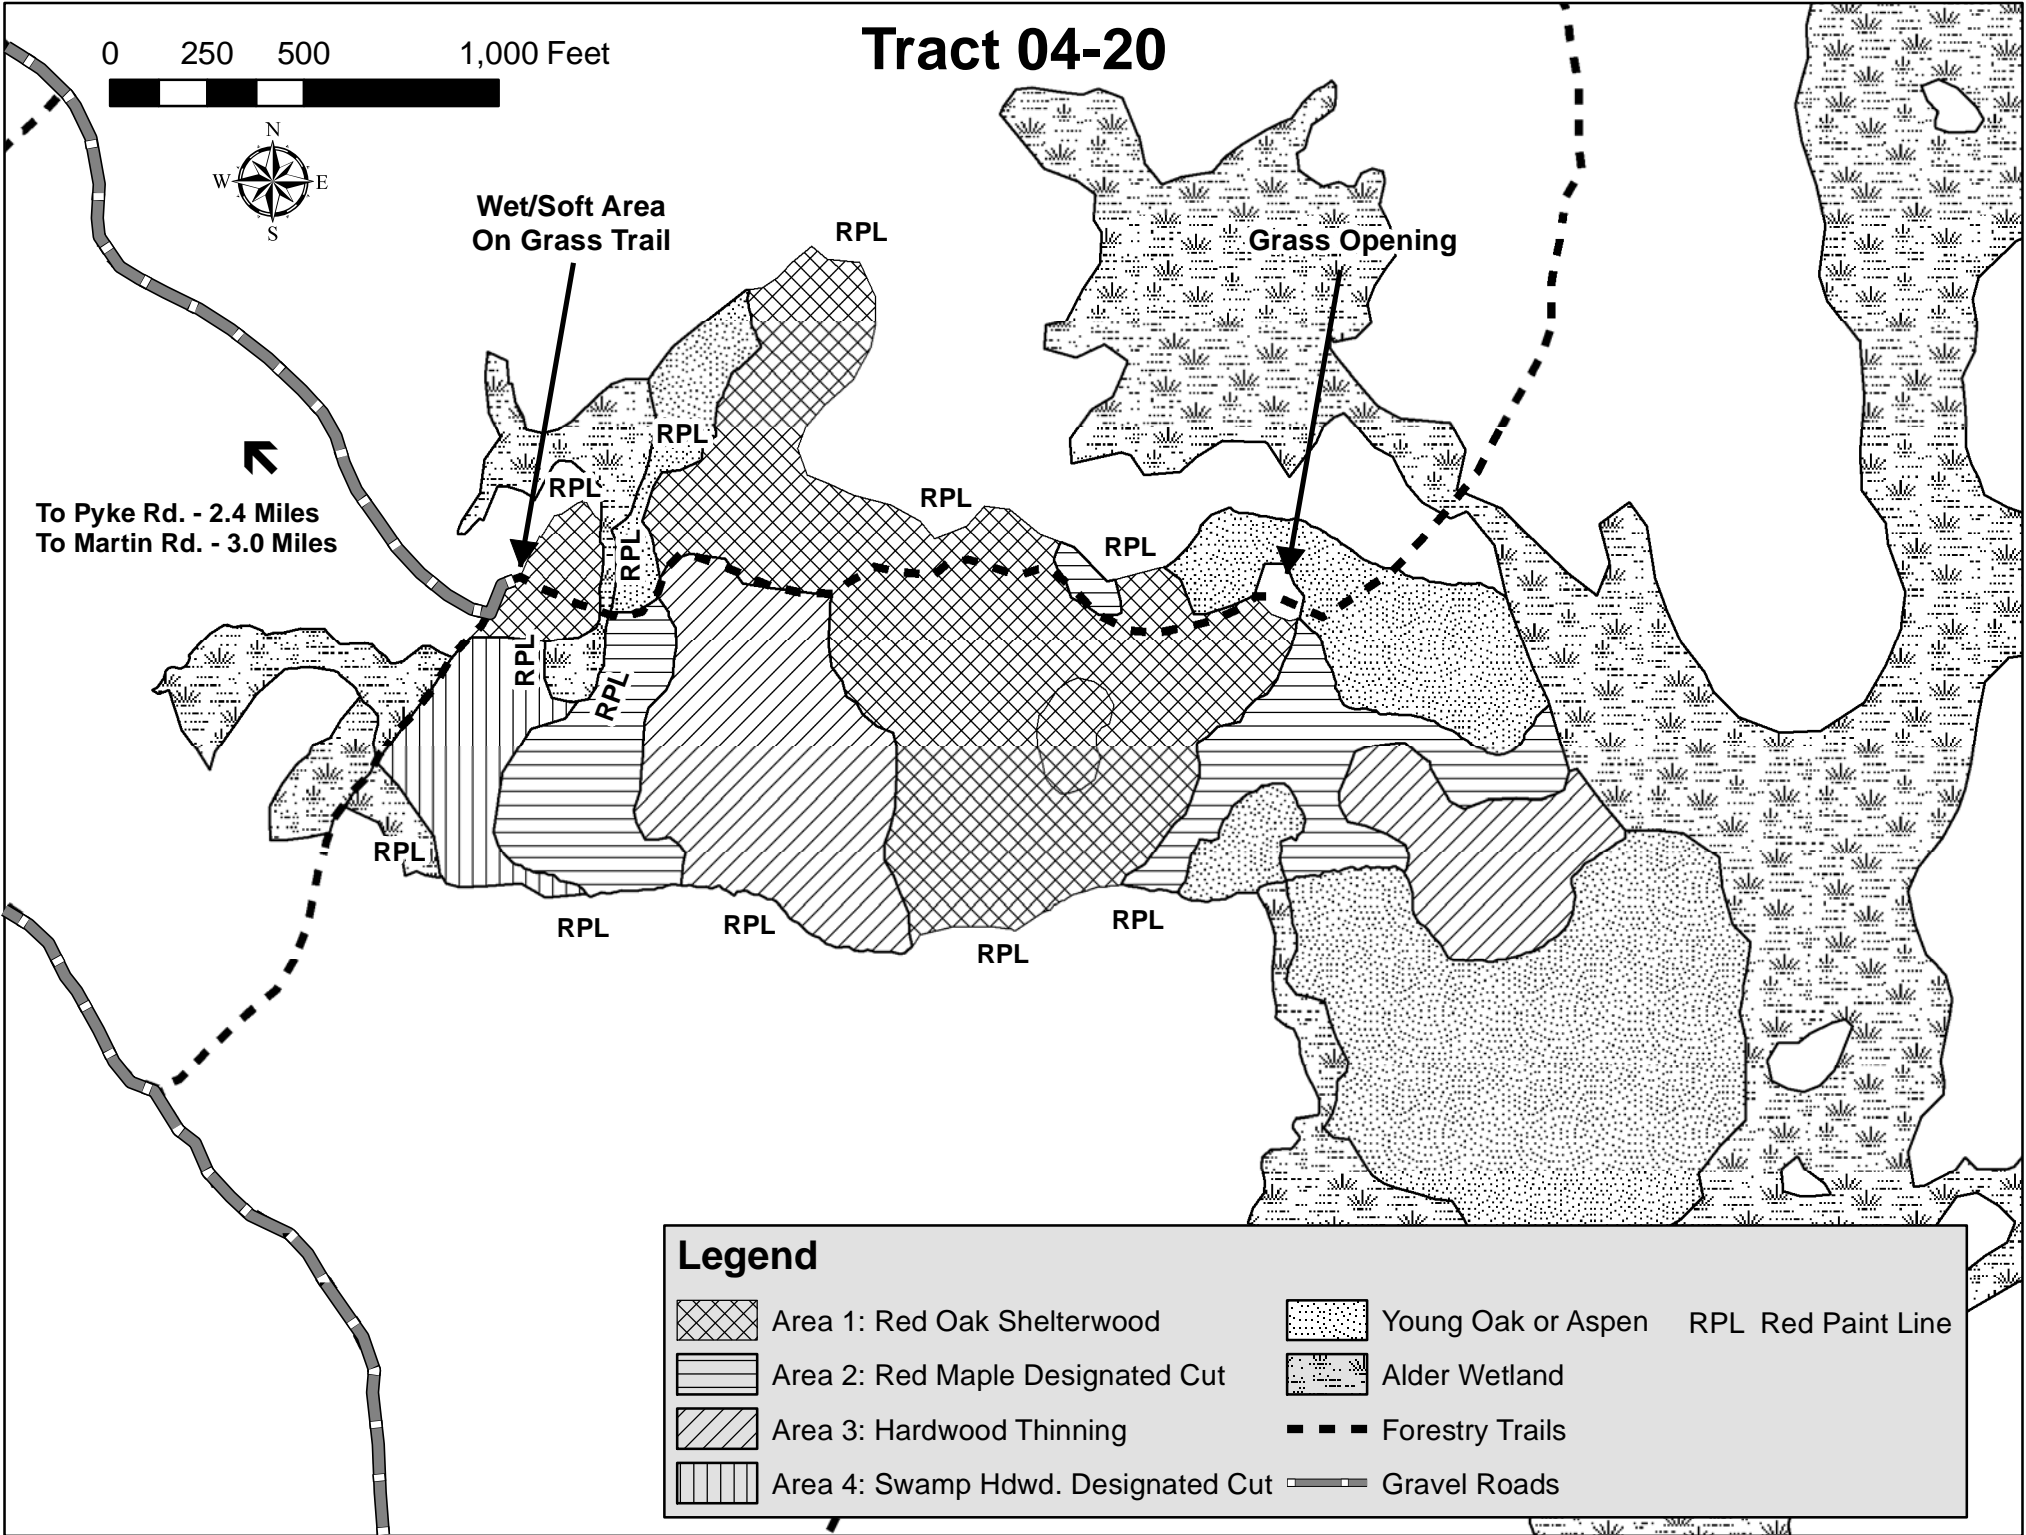 Tract 04-20
0 250 500 1,000 Feet
N
W E
S
Wet/Soft Area
On Grass Trail
RPL
Grass Opening
RPL
RPL
RPL
To Pyke Rd. - 2.4 Miles
To Martin Rd. - 3.0 Miles
RPL
RPL
RPL
RPL
RPL
RPL
RPL
RPL
RPL
Legend
Area 1: Red Oak Shelterwood
Area 2: Red Maple Designated Cut
Area 3: Hardwood Thinning
Area 4: Swamp Hdwd. Designated Cut
Young Oak or Aspen
Alder Wetland
Forestry Trails
Gravel Roads
RPL Red Paint Line